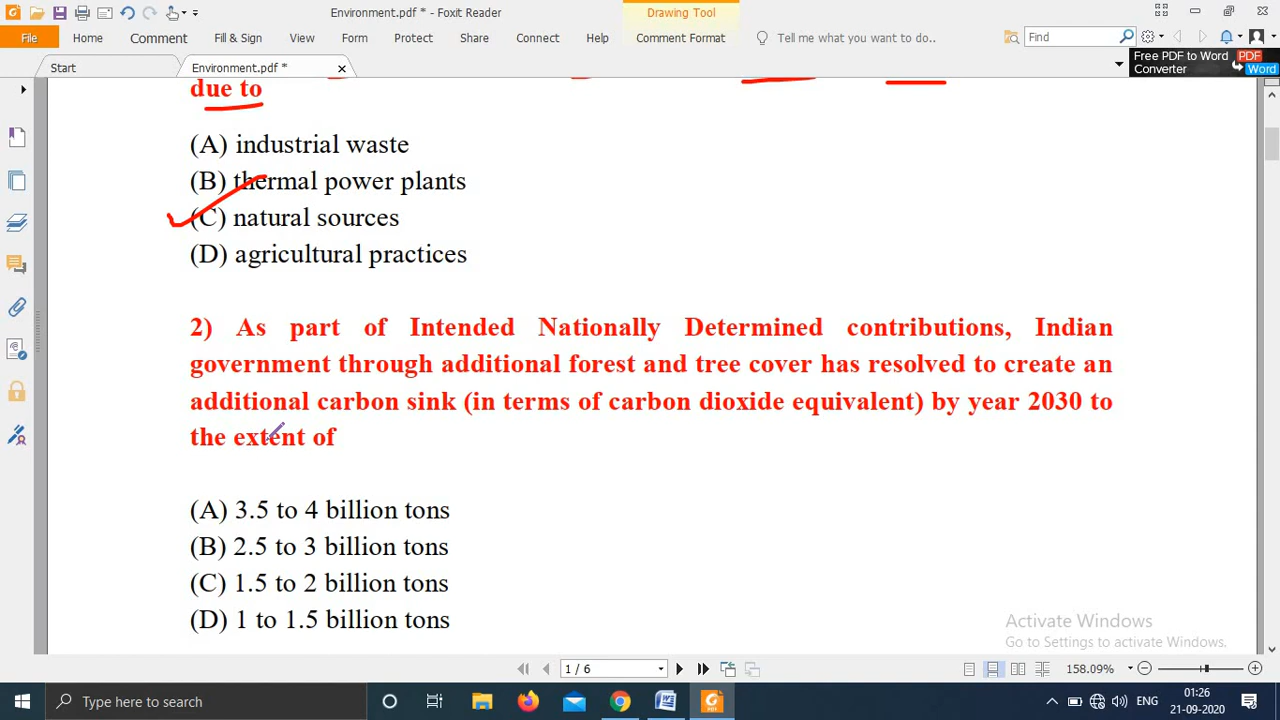 Environment.pdf * - Foxit Reader
Drawing Tool
File Home Comment Fill & Sign View Form Protect Share Connect Help Comment Format Tell me what you want to do.. Find
Start Environment.pdf *
Free PDF to Word Converter PDF Word
due to
(A) industrial waste
(B) thermal power plants
(C) natural sources
(D) agricultural practices
2) As part of Intended Nationally Determined contributions, Indian
government through additional forest and tree cover has resolved to create an
additional carbon sink (in terms of carbon dioxide equivalent) by year 2030 to
the extent of
(A) 3.5 to 4 billion tons
(B) 2.5 to 3 billion tons
(C) 1.5 to 2 billion tons
(D) 1 to 1.5 billion tons
Activate Windows
Go to Settings to activate Windows.
1 / 6 158.09%
Type here to search ENG 01:26
21-09-2020